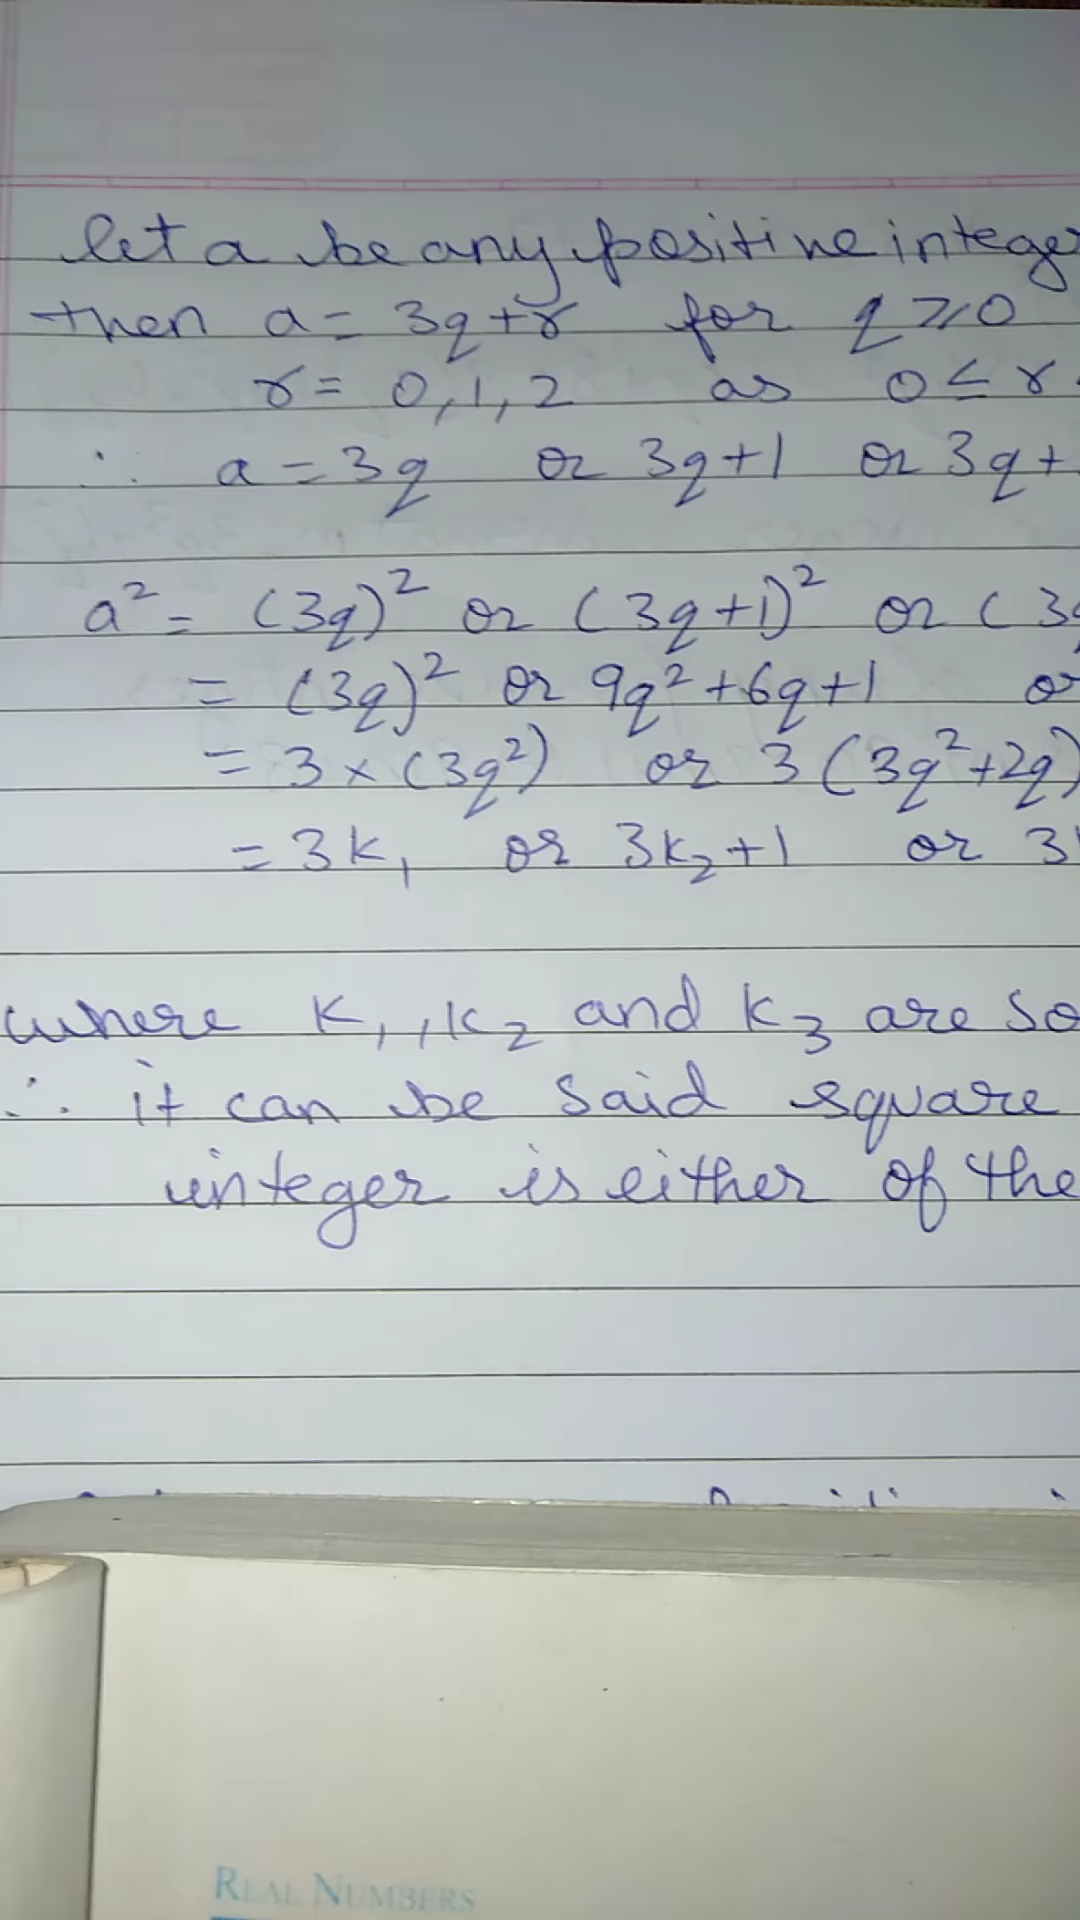 let a be any positive integer
then a = 3q+r for q ≥ 0
r = 0, 1, 2 as 0 ≤ r
∴ a = 3q or 3q+1 or 3q+
a² = (3q)² or (3q+1)² or (3q
= (3q)² or 9q²+6q+1 or
= 3 × (3q²) or 3(3q²+2q)
= 3k₁ or 3k₂+1 or 3k
where k₁, k₂ and k₃ are so
∴ it can be said square
integer is either of the
REAL NUMBERS